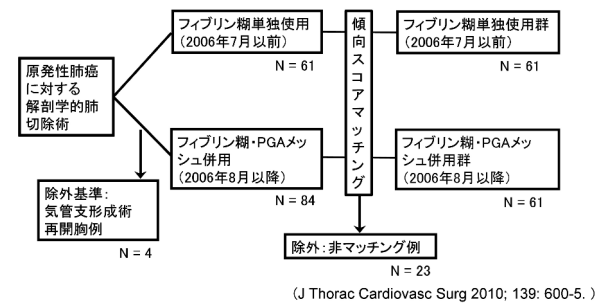 原発性肺癌
に対する
解剖学的肺
切除術
除外基準：
気管支形成術
再開胸例
N = 4
フィブリン糊単独使用
（2006年7月以前）
N = 61
フィブリン糊・PGAメッ
シュ併用
（2006年8月以降）
N = 84
傾向スコアマッチング
除外：非マッチング例
N = 23
フィブリン糊単独使用群
（2006年7月以前）
N = 61
フィブリン糊・PGAメッ
シュ併用群
（2006年8月以降）
N = 61
（J Thorac Cardiovasc Surg 2010; 139: 600-5. ）